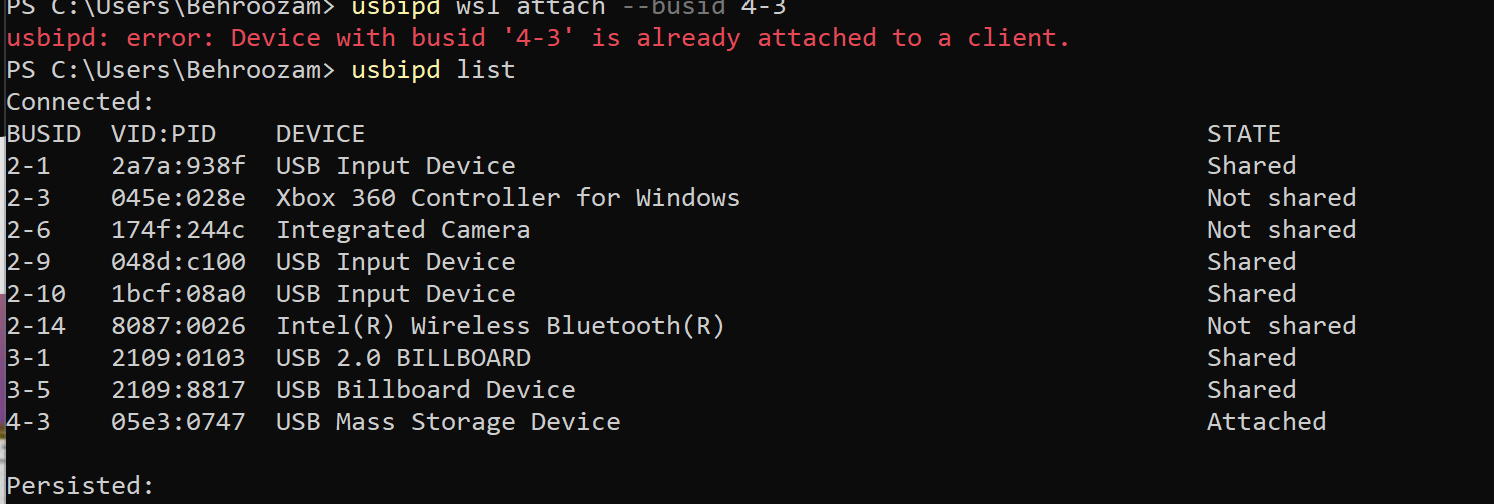 PS C:\Users\Behroozam> usbipd wsl attach --busid 4-3
usbipd: error: Device with busid '4-3' is already attached to a client.
PS C:\Users\Behroozam> usbipd list
Connected:
BUSID  VID:PID    DEVICE                                                        STATE
2-1    2a7a:938f  USB Input Device                                              Shared
2-3    045e:028e  Xbox 360 Controller for Windows                               Not shared
2-6    174f:244c  Integrated Camera                                             Not shared
2-9    048d:c100  USB Input Device                                              Shared
2-10   1bcf:08a0  USB Input Device                                              Shared
2-14   8087:0026  Intel(R) Wireless Bluetooth(R)                                Not shared
3-1    2109:0103  USB 2.0 BILLBOARD                                             Shared
3-5    2109:8817  USB Billboard Device                                          Shared
4-3    05e3:0747  USB Mass Storage Device                                       Attached
Persisted: